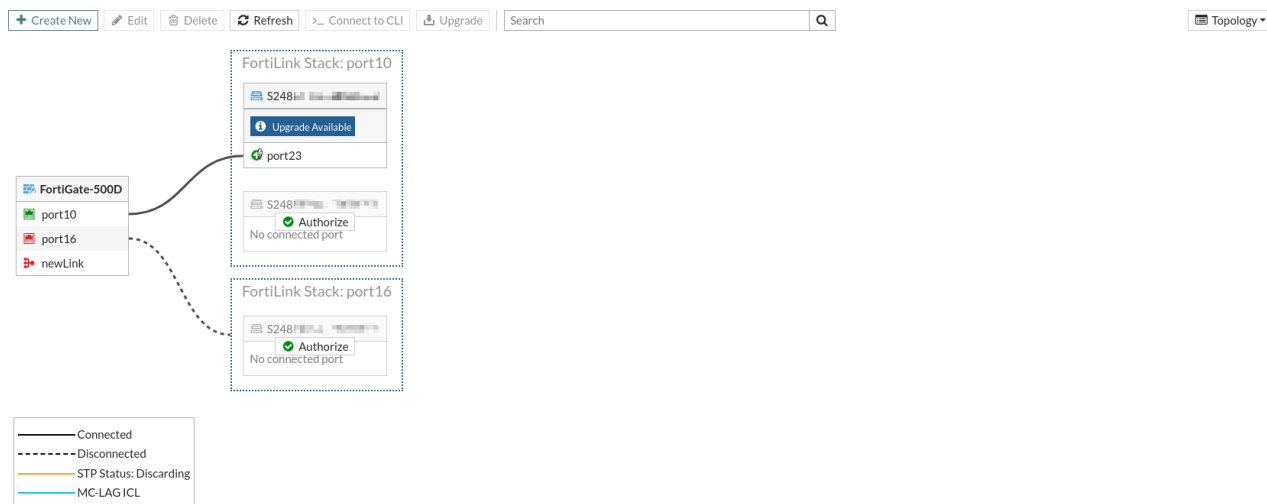 Create New
Edit
Delete
Refresh
>_ Connect to CLI
Upgrade
Search
Topology
FortiLink Stack: port10
S248
Upgrade Available
port23
S248
Authorize
No connected port
FortiGate-500D
port10
port16
newLink
FortiLink Stack: port16
S248
Authorize
No connected port
Connected
Disconnected
STP Status: Discarding
MC-LAG ICL